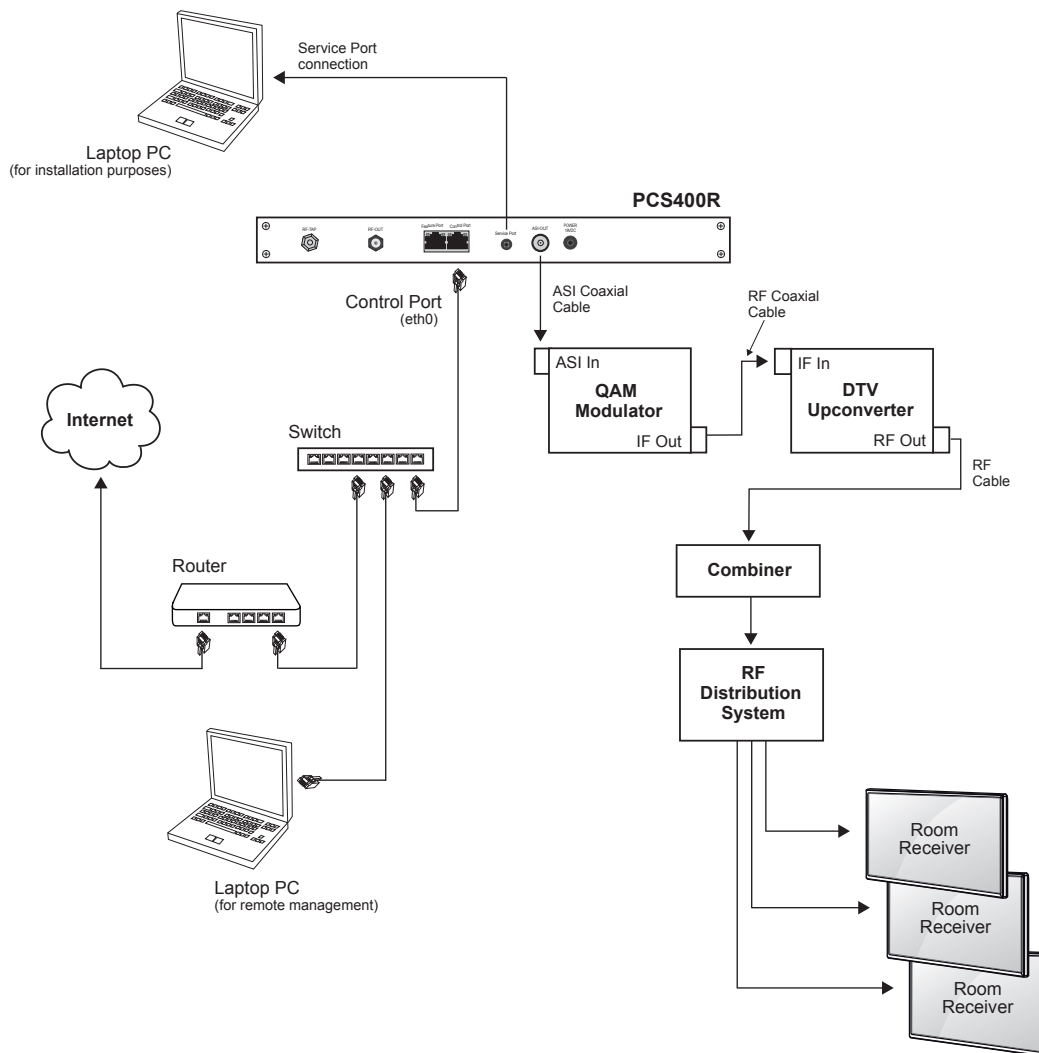 Service Port
connection
Laptop PC
(for installation purposes)
PCS400R
RF-TAP
RF-OUT
Control Port
Service Port
ASI-OUT
POWER
Control Port
(eth0)
ASI Coaxial
Cable
RF Coaxial
Cable
ASI In
QAM
Modulator
IF Out
IF In
DTV
Upconverter
RF Out
RF
Cable
Internet
Switch
Router
Combiner
RF
Distribution
System
Laptop PC
(for remote management)
Room
Receiver
Room
Receiver
Room
Receiver